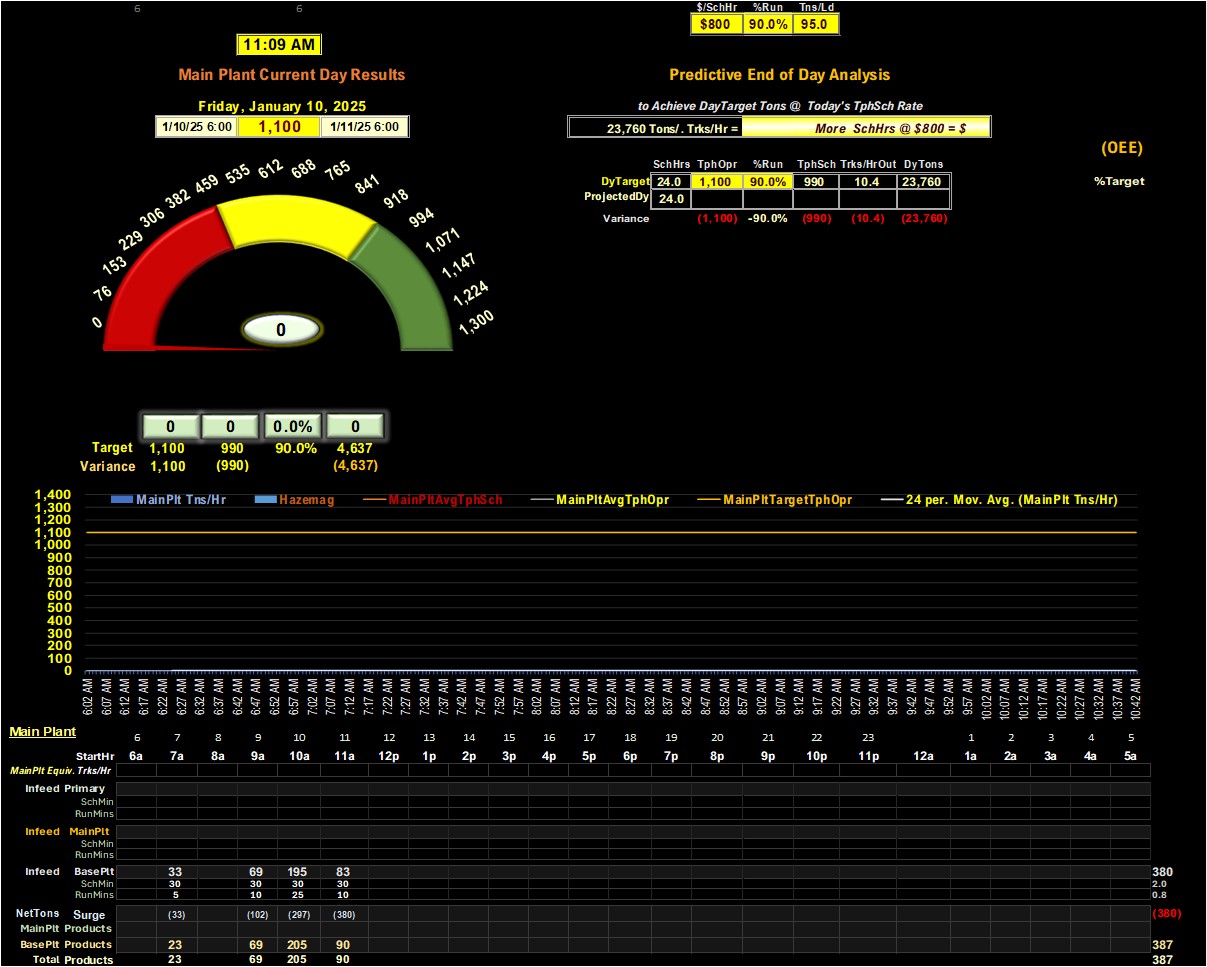 6 6
$/SchHr %Run Tns/Ld
$800 90.0% 95.0
11:09 AM
Main Plant Current Day Results
Predictive End of Day Analysis
Friday, January 10, 2025
to Achieve DayTarget Tons @ Today's TphSch Rate
1/10/25 6:00 1,100 1/11/25 6:00
23,760 Tons/. Trks/Hr = More SchHrs @ $800 = $
(OEE)
SchHrs TphOpr %Run TphSch Trks/HrOut DyTons
DyTarget 24.0 1,100 90.0% 990 10.4 23,760
%Target
ProjectedDy 24.0
Variance (1,100) -90.0% (990) (10.4) (23,760)
0 76 153 229 306 382 459 535 612 688 765 841 918 994 1,071 1,147 1,224 1,300
0
0 0 0.0% 0
Target 1,100 990 90.0% 4,637
Variance 1,100 (990) (4,637)
MainPlt Tns/Hr Hazemag MainPltAvgTphSch MainPltAvgTphOpr MainPltTargetTphOpr 24 per. Mov. Avg. (MainPlt Tns/Hr)
1,400
1,300
1,200
1,100
1,000
900
800
700
600
500
400
300
200
100
0
6:02 AM 6:07 AM 6:12 AM 6:17 AM 6:22 AM 6:27 AM 6:32 AM 6:37 AM 6:42 AM 6:47 AM 6:52 AM 6:57 AM 7:02 AM 7:07 AM 7:12 AM 7:17 AM 7:22 AM 7:27 AM 7:32 AM 7:37 AM 7:42 AM 7:47 AM 7:52 AM 7:57 AM 8:02 AM 8:07 AM 8:12 AM 8:17 AM 8:22 AM 8:27 AM 8:32 AM 8:37 AM 8:42 AM 8:47 AM 8:52 AM 8:57 AM 9:02 AM 9:07 AM 9:12 AM 9:17 AM 9:22 AM 9:27 AM 9:32 AM 9:37 AM 9:42 AM 9:47 AM 9:52 AM 9:57 AM 10:02 AM 10:07 AM 10:12 AM 10:17 AM 10:22 AM 10:27 AM 10:32 AM 10:37 AM 10:42 AM
Main Plant
6 7 8 9 10 11 12 13 14 15 16 17 18 19 20 21 22 23 1 2 3 4 5
StartHr 6a 7a 8a 9a 10a 11a 12p 1p 2p 3p 4p 5p 6p 7p 8p 9p 10p 11p 12a 1a 2a 3a 4a 5a
MainPlt Equiv. Trks/Hr
Infeed Primary
SchMin
RunMins
Infeed MainPlt
SchMin
RunMins
Infeed BasePlt 33 69 195 83 380
SchMin 30 30 30 30 2.0
RunMins 5 10 25 10 0.8
NetTons Surge (33) (102) (297) (380) (380)
MainPlt Products
BasePlt Products 23 69 205 90 387
Total Products 23 69 205 90 387